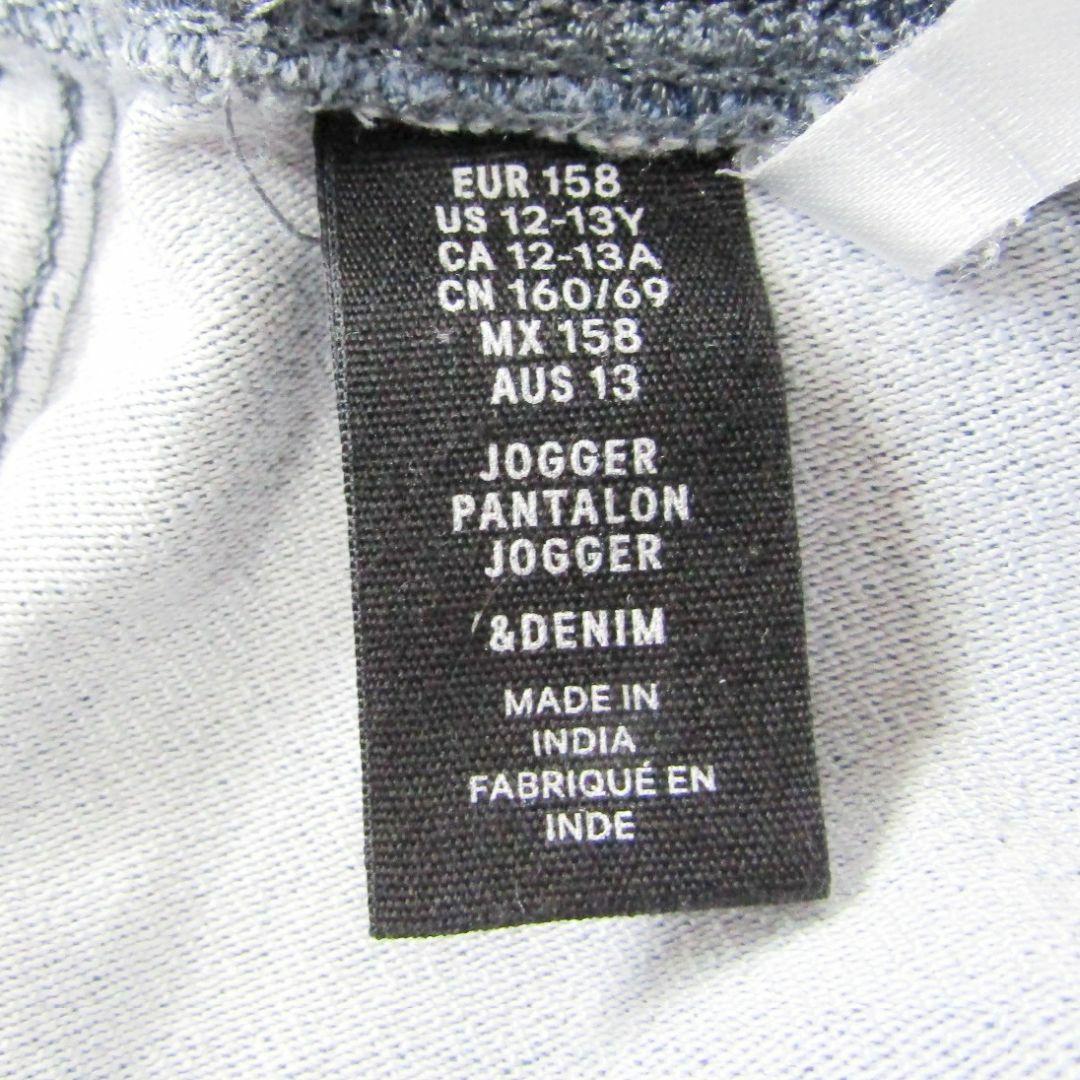 EUR 158
US 12-13Y
CA 12-13A
CN 160/69
MX 158
AUS 13
JOGGER
PANTALON
JOGGER
&DENIM
MADE IN
INDIA
FABRIQUÉ EN
INDE